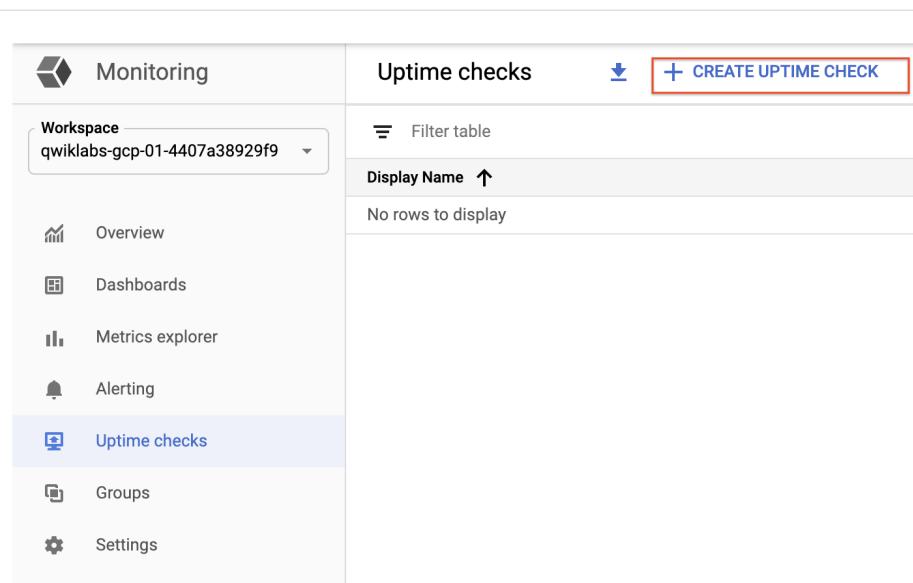 Monitoring
Uptime checks
CREATE UPTIME CHECK
Workspace
qwiklabs-gcp-01-4407a38929f9
Filter table
Display Name
No rows to display
Overview
Dashboards
Metrics explorer
Alerting
Uptime checks
Groups
Settings